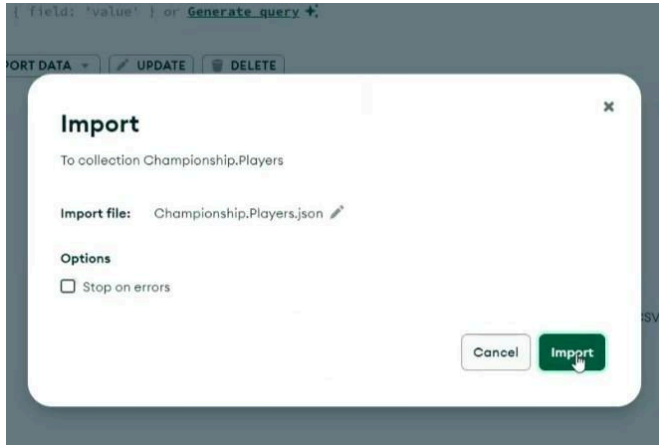 { field: 'value' } or Generate query
PORT DATA UPDATE DELETE
Import
To collection Championship.Players
Import file: Championship.Players.json
Options
Stop on errors
CSV
Cancel Import